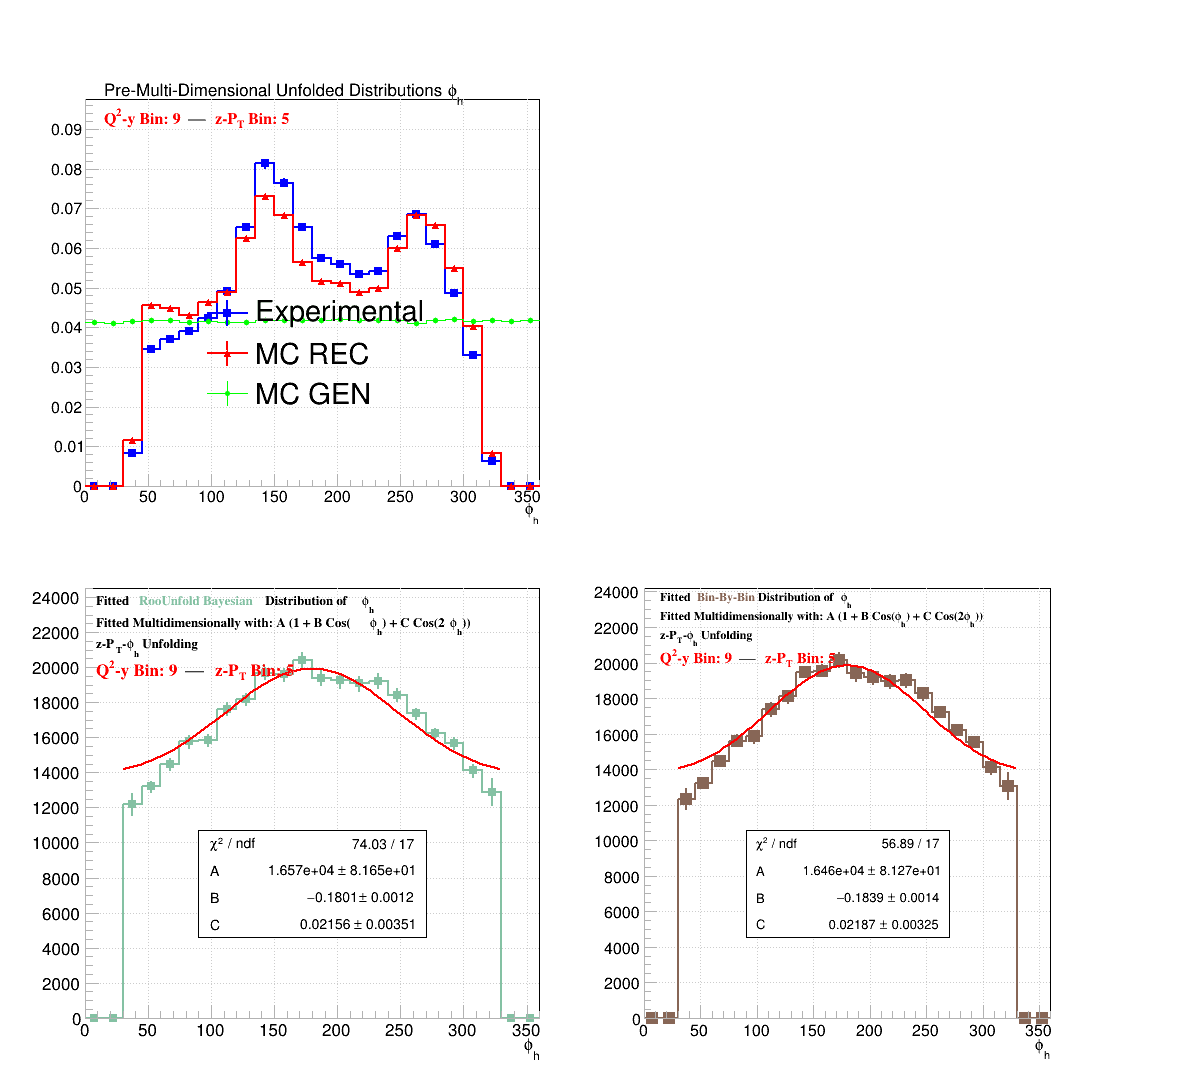 Pre-Multi-Dimensional Unfolded Distributions ϕh
Q2-y Bin: 9 — z-PT Bin: 5
0.09
0.08
0.07
0.06
0.05
0.04
0.03
0.02
0.01
0
Experimental
MC REC
MC GEN
0 50 100 150 200 250 300 350
ϕh
Fitted RooUnfold Bayesian Distribution of ϕh
Fitted Multidimensionally with: A (1 + B Cos( ϕh) + C Cos(2 ϕh))
z-PT-ϕh Unfolding
Q2-y Bin: 9 — z-PT Bin: 5
24000
22000
20000
18000
16000
14000
12000
10000
8000
6000
4000
2000
0
χ2 / ndf 74.03 / 17
A 1.657e+04 ± 8.165e+01
B −0.1801± 0.0012
C 0.02156 ± 0.00351
0 50 100 150 200 250 300 350
ϕh
Fitted Bin-By-Bin Distribution of ϕh
Fitted Multidimensionally with: A (1 + B Cos(ϕh) + C Cos(2ϕh))
z-PT-ϕh Unfolding
Q2-y Bin: 9 — z-PT Bin: 5
24000
22000
20000
18000
16000
14000
12000
10000
8000
6000
4000
2000
0
χ2 / ndf 56.89 / 17
A 1.646e+04 ± 8.127e+01
B −0.1839 ± 0.0014
C 0.02187 ± 0.00325
0 50 100 150 200 250 300 350
ϕh